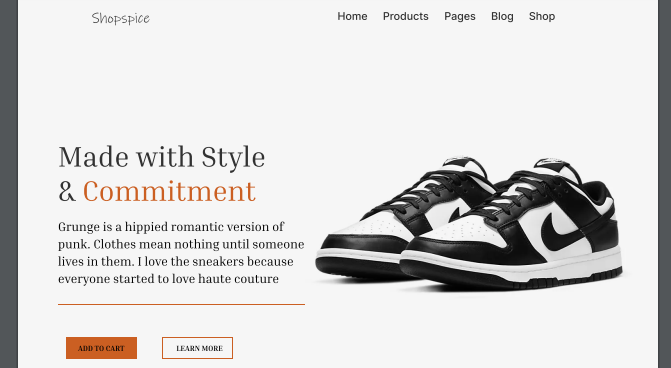 Shopspice
Home Products Pages Blog Shop
Made with Style
& Commitment
Grunge is a hippied romantic version of
punk. Clothes mean nothing until someone
lives in them. I love the sneakers because
everyone started to love haute couture
ADD TO CART LEARN MORE